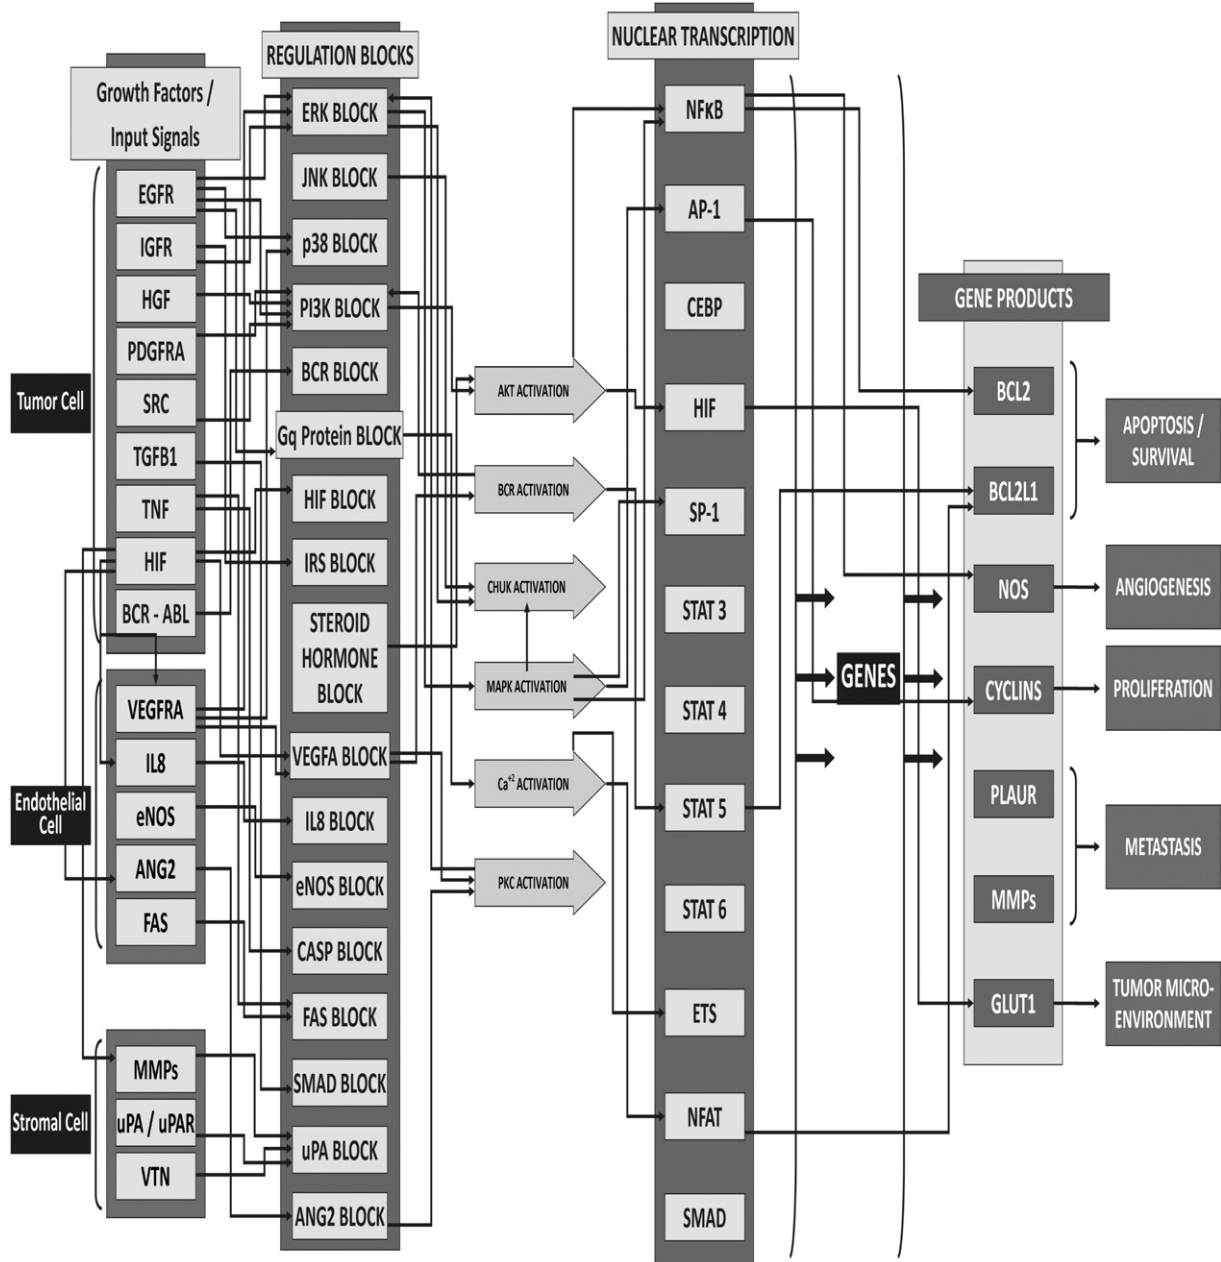 Growth Factors /
Input Signals
Tumor Cell
EGFR
IGFR
HGF
PDGFRA
SRC
TGFB1
TNF
HIF
BCR - ABL
Endothelial
Cell
VEGFRA
IL8
eNOS
ANG2
FAS
Stromal Cell
MMPs
uPA / uPAR
VTN
REGULATION BLOCKS
ERK BLOCK
JNK BLOCK
p38 BLOCK
PI3K BLOCK
BCR BLOCK
Gq Protein BLOCK
HIF BLOCK
IRS BLOCK
STEROID
HORMONE
BLOCK
VEGFA BLOCK
IL8 BLOCK
eNOS BLOCK
CASP BLOCK
FAS BLOCK
SMAD BLOCK
uPA BLOCK
ANG2 BLOCK
AKT ACTIVATION
BCR ACTIVATION
CHUK ACTIVATION
MAPK ACTIVATION
Ca⁺² ACTIVATION
PKC ACTIVATION
NUCLEAR TRANSCRIPTION
NFκB
AP-1
CEBP
HIF
SP-1
STAT 3
STAT 4
STAT 5
STAT 6
ETS
NFAT
SMAD
GENES
GENE PRODUCTS
BCL2
BCL2L1
NOS
CYCLINS
PLAUR
MMPs
GLUT1
APOPTOSIS /
SURVIVAL
ANGIOGENESIS
PROLIFERATION
METASTASIS
TUMOR MICRO-
ENVIRONMENT